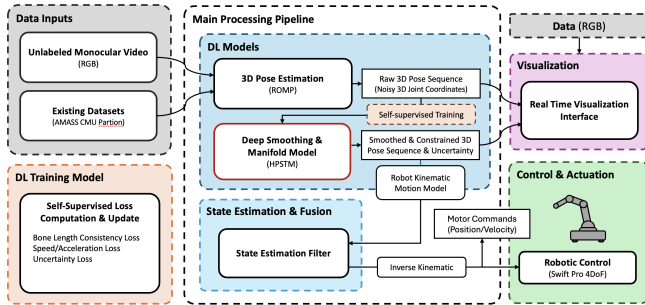 Data Inputs
Unlabeled Monocular Video
(RGB)
Existing Datasets
(AMASS CMU Partion)
DL Training Model
Self-Supervised Loss
Computation & Update
Bone Length Consistency Loss
Speed/Acceleration Loss
Uncertainty Loss
Main Processing Pipeline
DL Models
3D Pose Estimation
(ROMP)
Raw 3D Pose Sequence
(Noisy 3D Joint Coordinates)
Self-supervised Training
Deep Smoothing &
Manifold Model
(HPSTM)
Smoothed & Constrained 3D
Pose Sequence & Uncertainty
Robot Kinematic
Motion Model
State Estimation & Fusion
State Estimation Filter
Inverse Kinematic
Motor Commands
(Position/Velocity)
Data (RGB)
Visualization
Real Time Visualization
Interface
Control & Actuation
Robotic Control
(Swift Pro 4DoF)